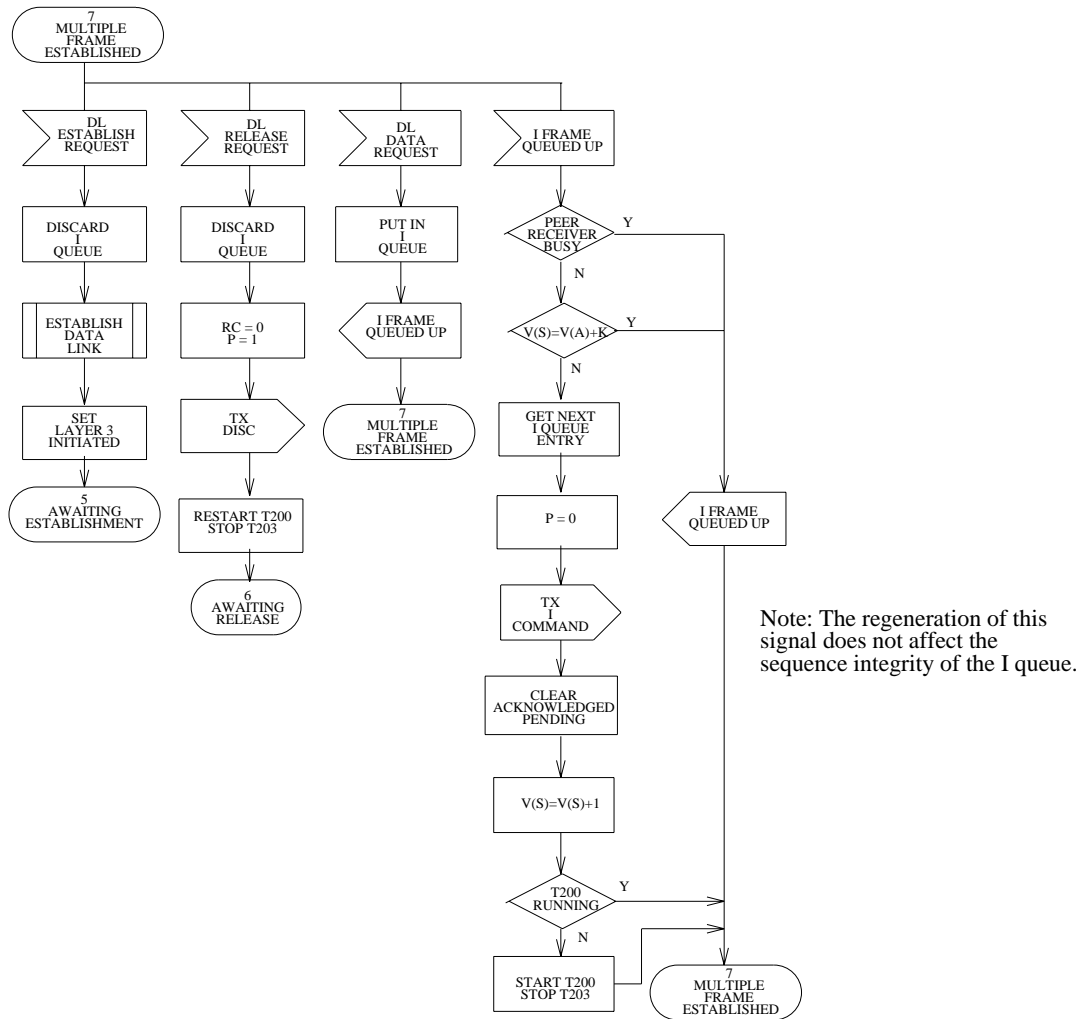 7
MULTIPLE
FRAME
ESTABLISHED
DL
ESTABLISH
REQUEST
DL
RELEASE
REQUEST
DL
DATA
REQUEST
I FRAME
QUEUED UP
DISCARD
I
QUEUE
DISCARD
I
QUEUE
PUT IN
I
QUEUE
PEER
RECEIVER
BUSY
Y
N
ESTABLISH
DATA
LINK
RC = 0
P = 1
I FRAME
QUEUED UP
V(S)=V(A)+K
Y
N
SET
LAYER 3
INITIATED
TX
DISC
7
MULTIPLE
FRAME
ESTABLISHED
GET NEXT
I QUEUE
ENTRY
5
AWAITING
ESTABLISHMENT
RESTART T200
STOP T203
P = 0
I FRAME
QUEUED UP
6
AWAITING
RELEASE
TX
I
COMMAND
Note: The regeneration of this
signal does not affect the
sequence integrity of the I queue.
CLEAR
ACKNOWLEDGED
PENDING
V(S)=V(S)+1
T200
RUNNING
Y
N
START T200
STOP T203
7
MULTIPLE
FRAME
ESTABLISHED